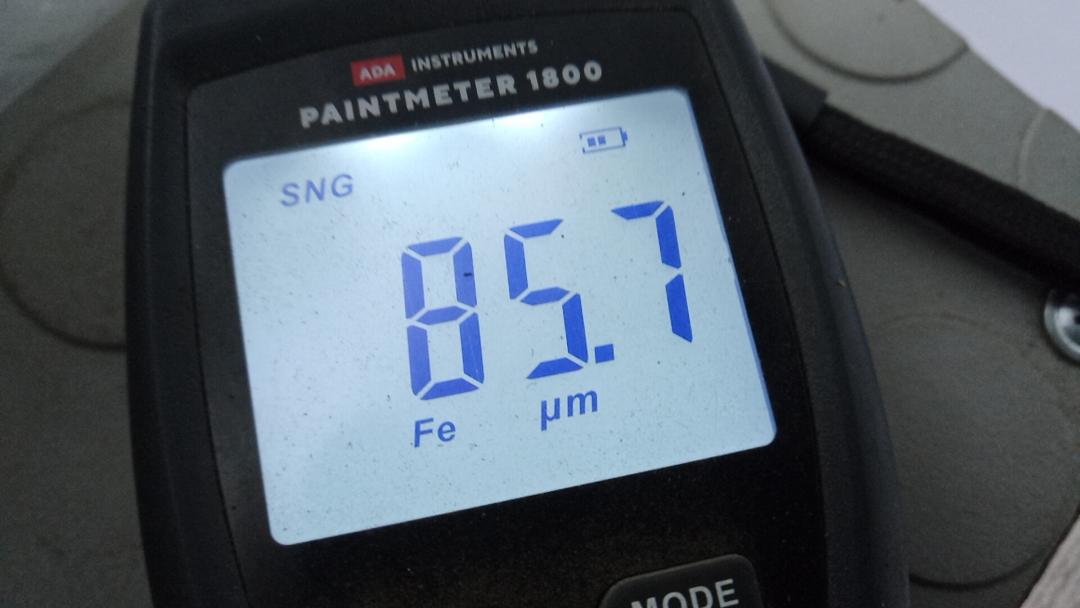 ADA INSTRUMENTS
PAINTMETER 1800
SNG
85.7
Fe µm
MODE